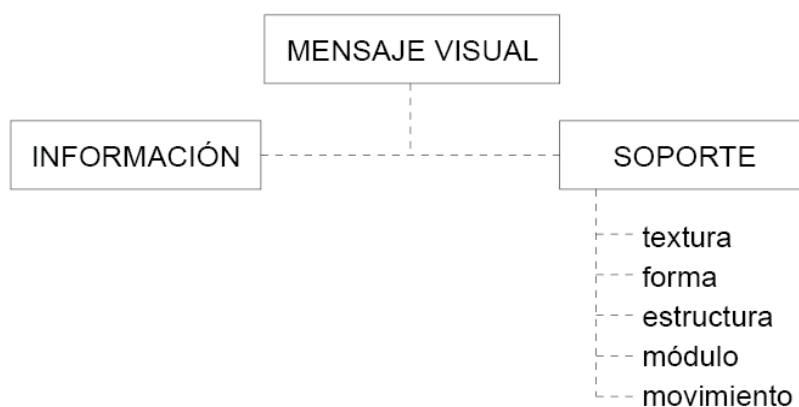 MENSAJE VISUAL
INFORMACIÓN
SOPORTE
textura
forma
estructura
módulo
movimiento